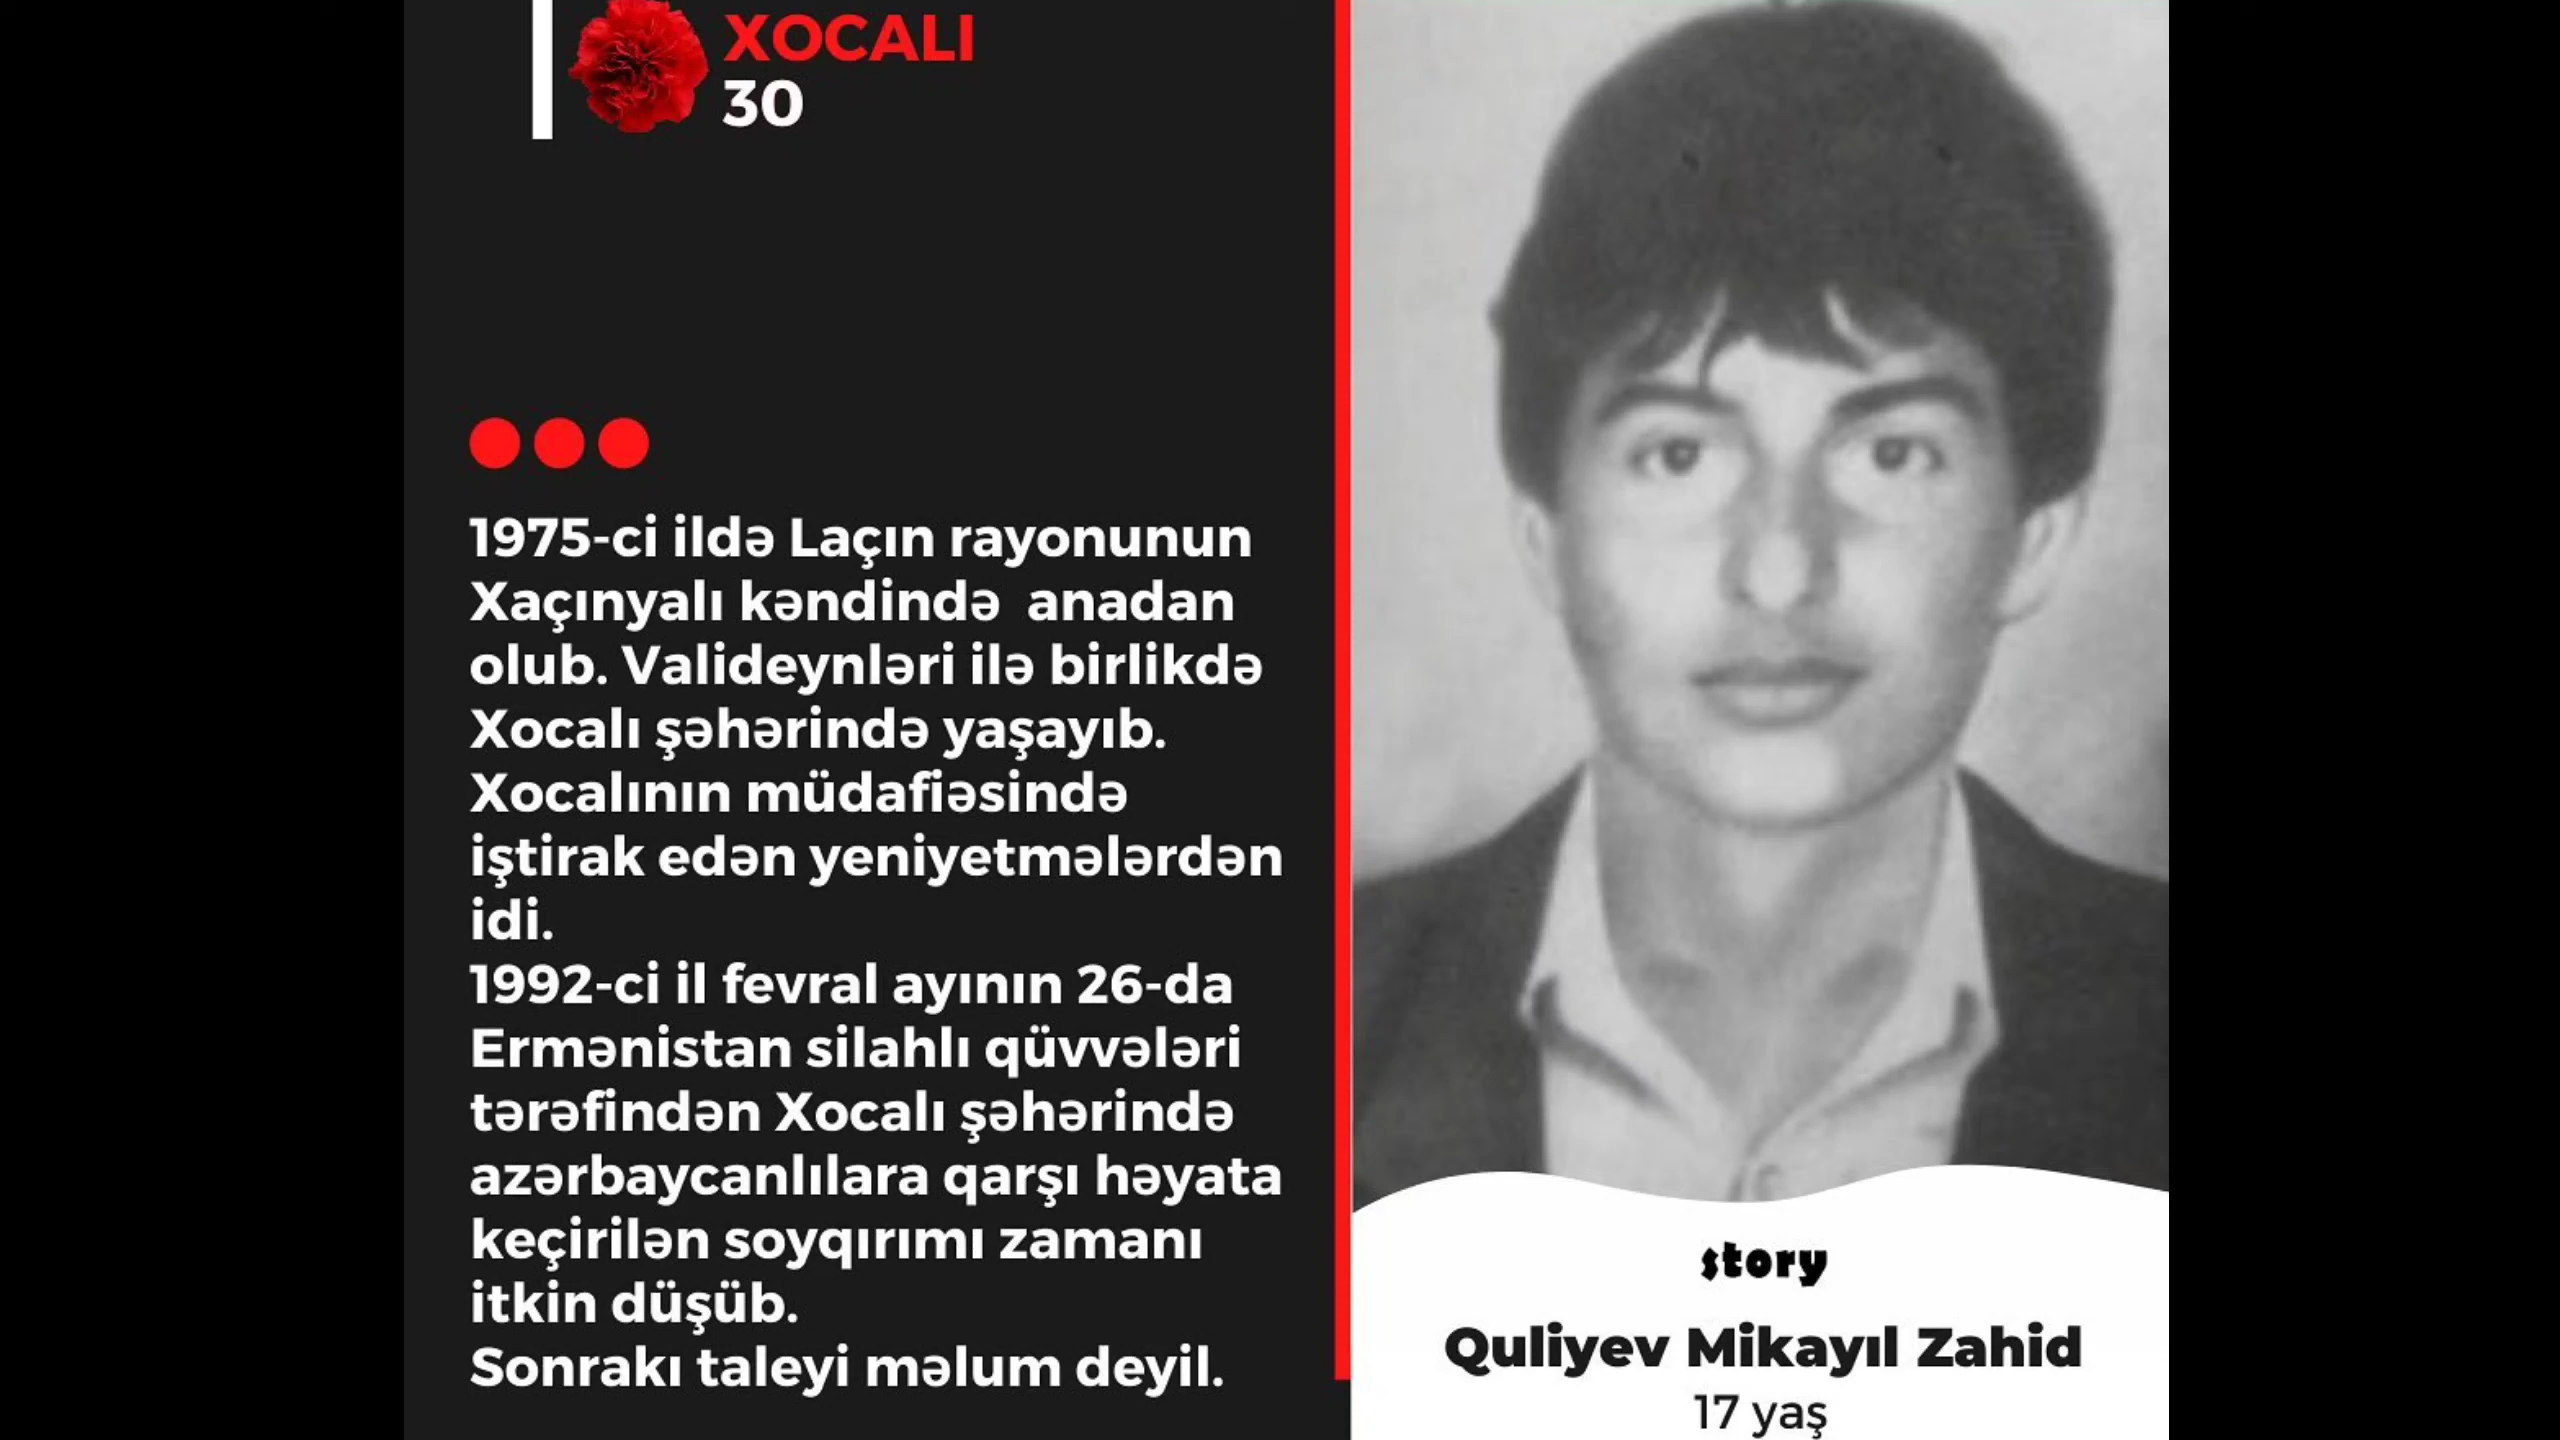 XOCALI
30
1975-ci ildə Laçın rayonunun
Xaçınyalı kəndində anadan
olub. Valideynləri ilə birlikdə
Xocalı şəhərində yaşayıb.
Xocalının müdafiəsində
iştirak edən yeniyetmələrdən
idi.
1992-ci il fevral ayının 26-da
Ermənistan silahlı qüvvələri
tərəfindən Xocalı şəhərində
azərbaycanlılara qarşı həyata
keçirilən soyqırımı zamanı
itkin düşüb.
Sonrakı taleyi məlum deyil.
story
Quliyev Mikayıl Zahid
17 yaş